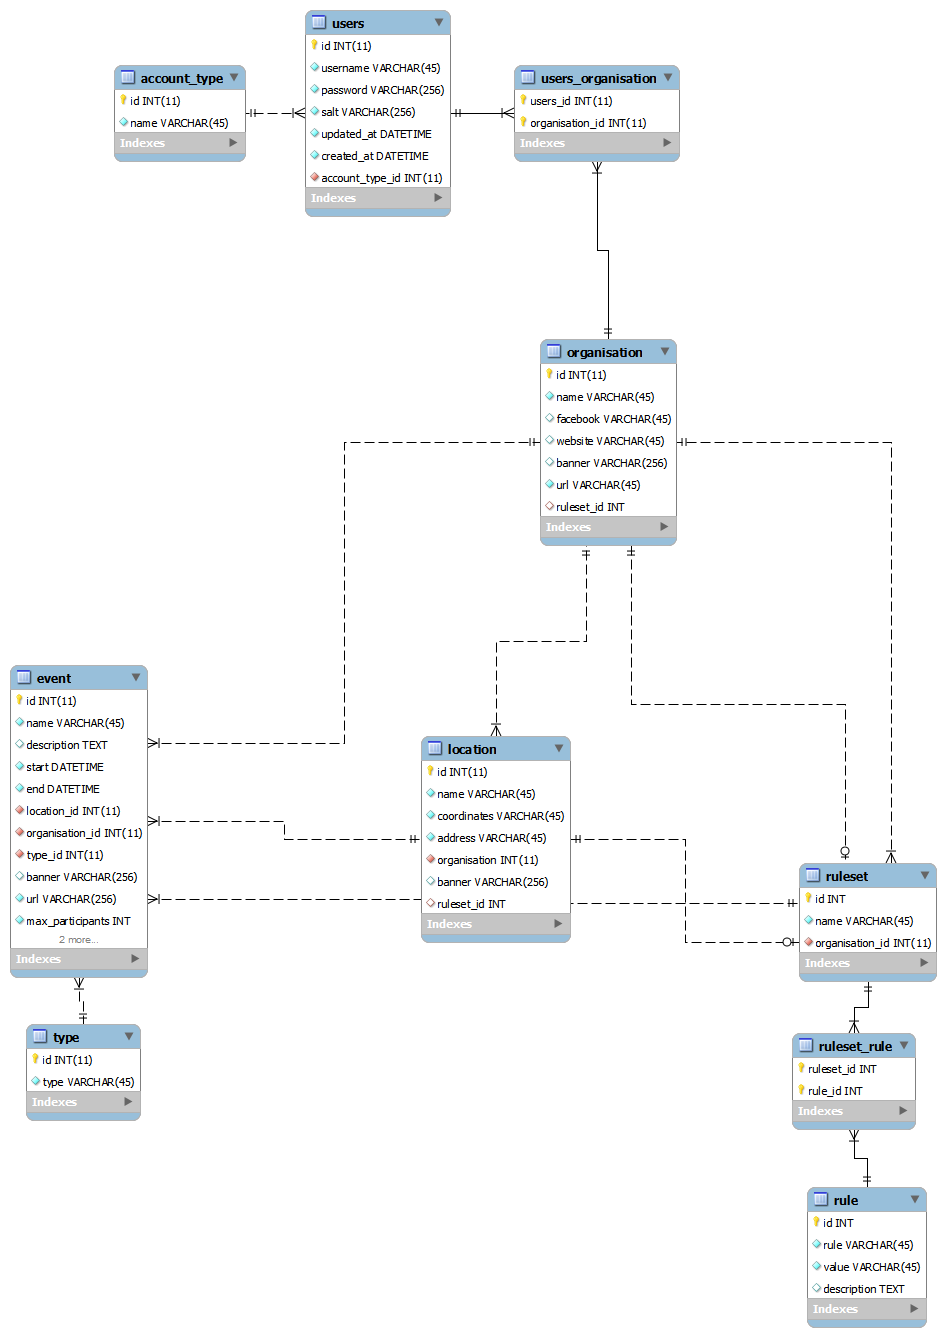 users
id INT(11)
username VARCHAR(45)
password VARCHAR(256)
salt VARCHAR(256)
updated_at DATETIME
created_at DATETIME
account_type_id INT(11)
Indexes
account_type
id INT(11)
name VARCHAR(45)
Indexes
users_organisation
users_id INT(11)
organisation_id INT(11)
Indexes
organisation
id INT(11)
name VARCHAR(45)
facebook VARCHAR(45)
website VARCHAR(45)
banner VARCHAR(256)
url VARCHAR(45)
ruleset_id INT
Indexes
event
id INT(11)
name VARCHAR(45)
description TEXT
start DATETIME
end DATETIME
location_id INT(11)
organisation_id INT(11)
type_id INT(11)
banner VARCHAR(256)
url VARCHAR(256)
max_participants INT
2 more...
Indexes
location
id INT(11)
name VARCHAR(45)
coordinates VARCHAR(45)
address VARCHAR(45)
organisation INT(11)
banner VARCHAR(256)
ruleset_id INT
Indexes
ruleset
id INT
name VARCHAR(45)
organisation_id INT(11)
Indexes
type
id INT(11)
type VARCHAR(45)
Indexes
ruleset_rule
ruleset_id INT
rule_id INT
Indexes
rule
id INT
rule VARCHAR(45)
value VARCHAR(45)
description TEXT
Indexes